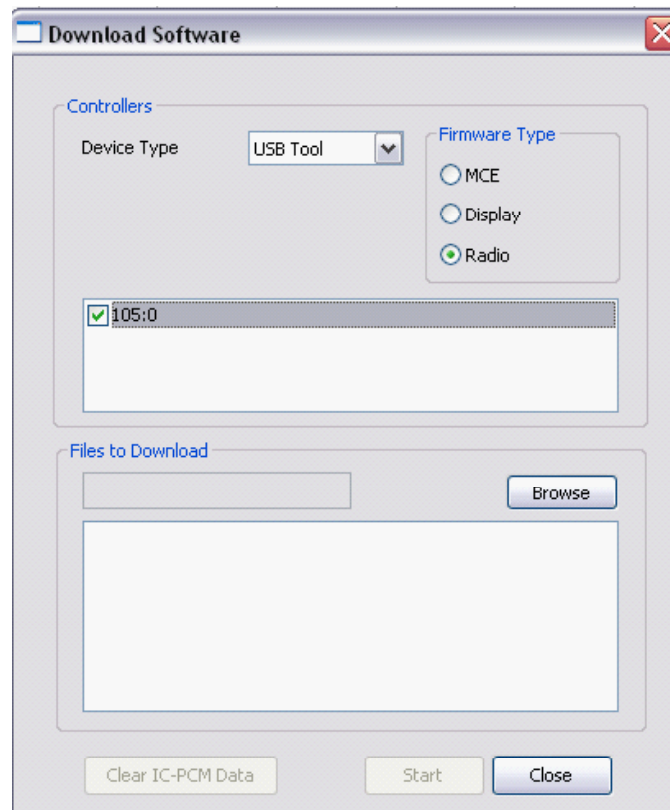 Download Software
Controllers
Device Type
USB Tool
Firmware Type
MCE
Display
Radio
105:0
Files to Download
Browse
Clear IC-PCM Data
Start
Close